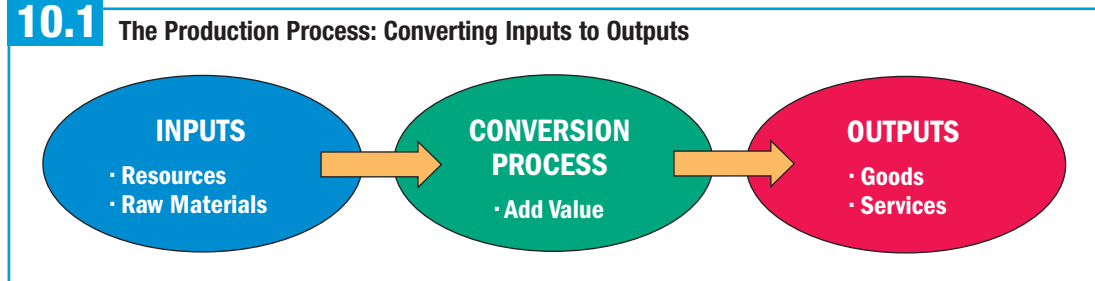 10.1 The Production Process: Converting Inputs to Outputs
INPUTS
· Resources
· Raw Materials
CONVERSION
PROCESS
· Add Value
OUTPUTS
· Goods
· Services